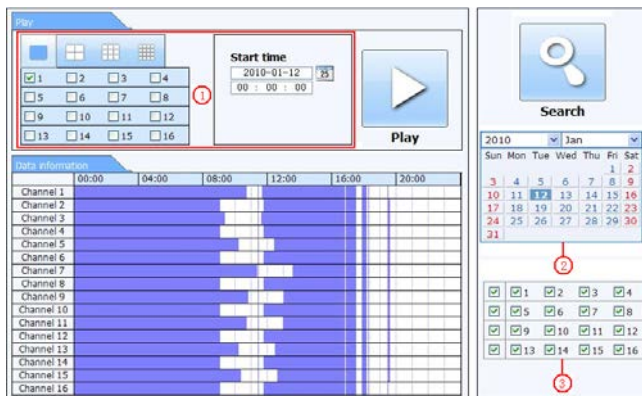 Play
1 2 3 4
5 6 7 8
9 10 11 12
13 14 15 16
1
Start time
2010-01-12
00 : 00 : 00
Play
Data information
00:00 04:00 08:00 12:00 16:00 20:00
Channel 1
Channel 2
Channel 3
Channel 4
Channel 5
Channel 6
Channel 7
Channel 8
Channel 9
Channel 10
Channel 11
Channel 12
Channel 13
Channel 14
Channel 15
Channel 16
Search
2010 Jan
Sun Mon Tue Wed Thu Fri Sat
1 2
3 4 5 6 7 8 9
10 11 12 13 14 15 16
17 18 19 20 21 22 23
24 25 26 27 28 29 30
31
2
1 2 3 4
5 6 7 8
9 10 11 12
13 14 15 16
3